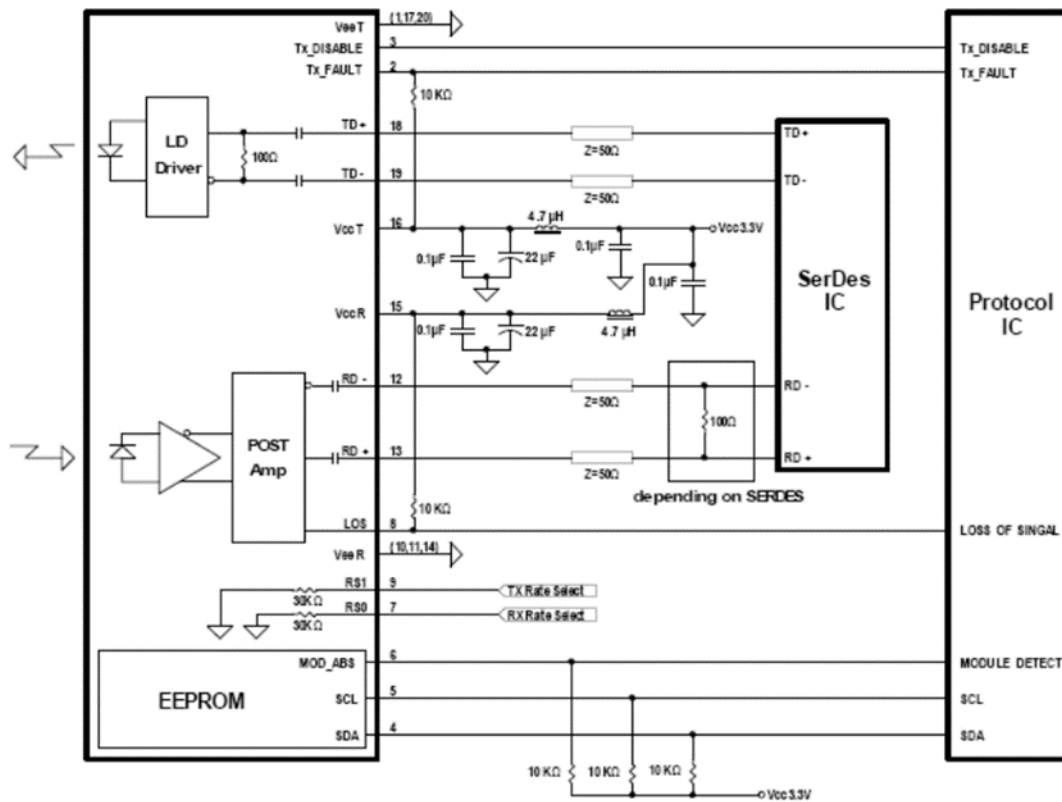 VeeT (1,17,20)
Tx_DISABLE 3 Tx_DISABLE
Tx_FAULT 2 Tx_FAULT
10 KΩ
LD
Driver
100Ω
TD+ 18 Z=50Ω TD+
TD- 19 Z=50Ω TD-
VccT 16 4.7 μH Vcc3.3V
0.1μF 22 μF 0.1μF
0.1μF
SerDes
IC
Protocol
IC
VccR 15
0.1μF 22 μF 4.7 μH
RD - 12 Z=50Ω RD -
100Ω
POST
Amp
RD + 13 Z=50Ω RD +
depending on SERDES
10 KΩ
LOS 8 LOSS OF SINGAL
VeeR (10,11,14)
RS1 9 TX Rate Select
30KΩ
RS0 7 RX Rate Select
30KΩ
MOD_ABS 6 MODULE DETECT
EEPROM
SCL 5 SCL
SDA 4 SDA
10 KΩ 10 KΩ 10 KΩ
Vcc3.3V